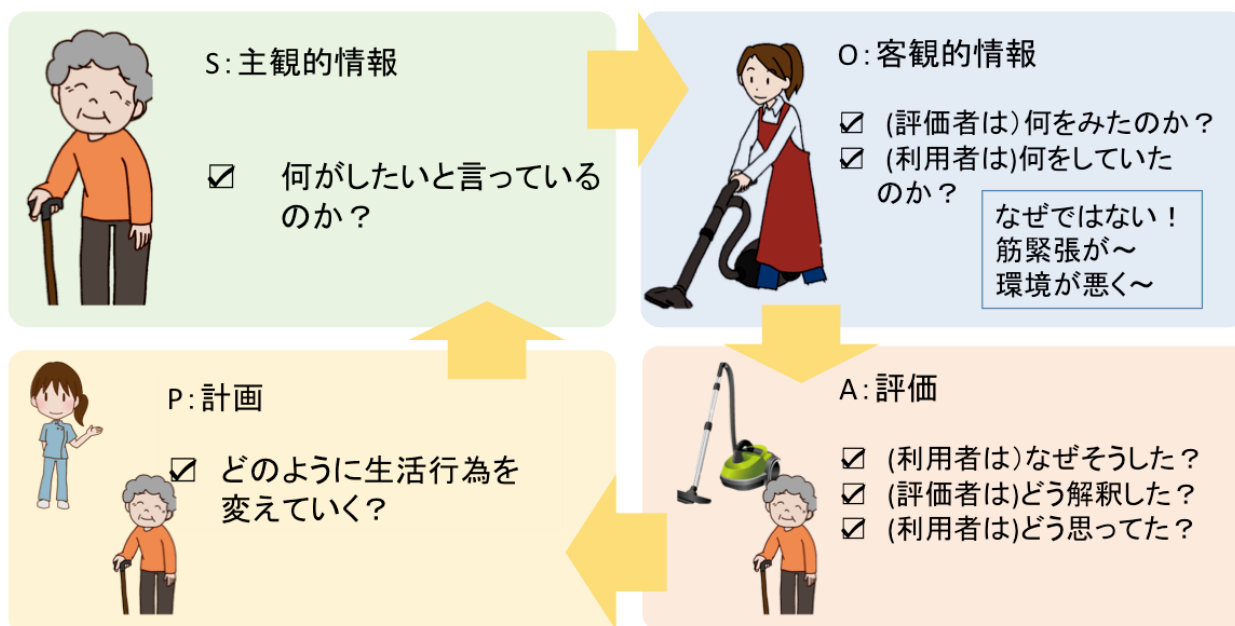 S:主観的情報
☑ 何がしたいと言っている
のか？
O:客観的情報
☑ (評価者は）何をみたのか？
☑ (利用者は)何をしていた
のか？
なぜではない！
筋緊張が～
環境が悪く～
A:評価
☑ (利用者は）なぜそうした？
☑ (評価者は)どう解釈した？
☑ (利用者は)どう思ってた？
P:計画
☑ どのように生活行為を
変えていく？